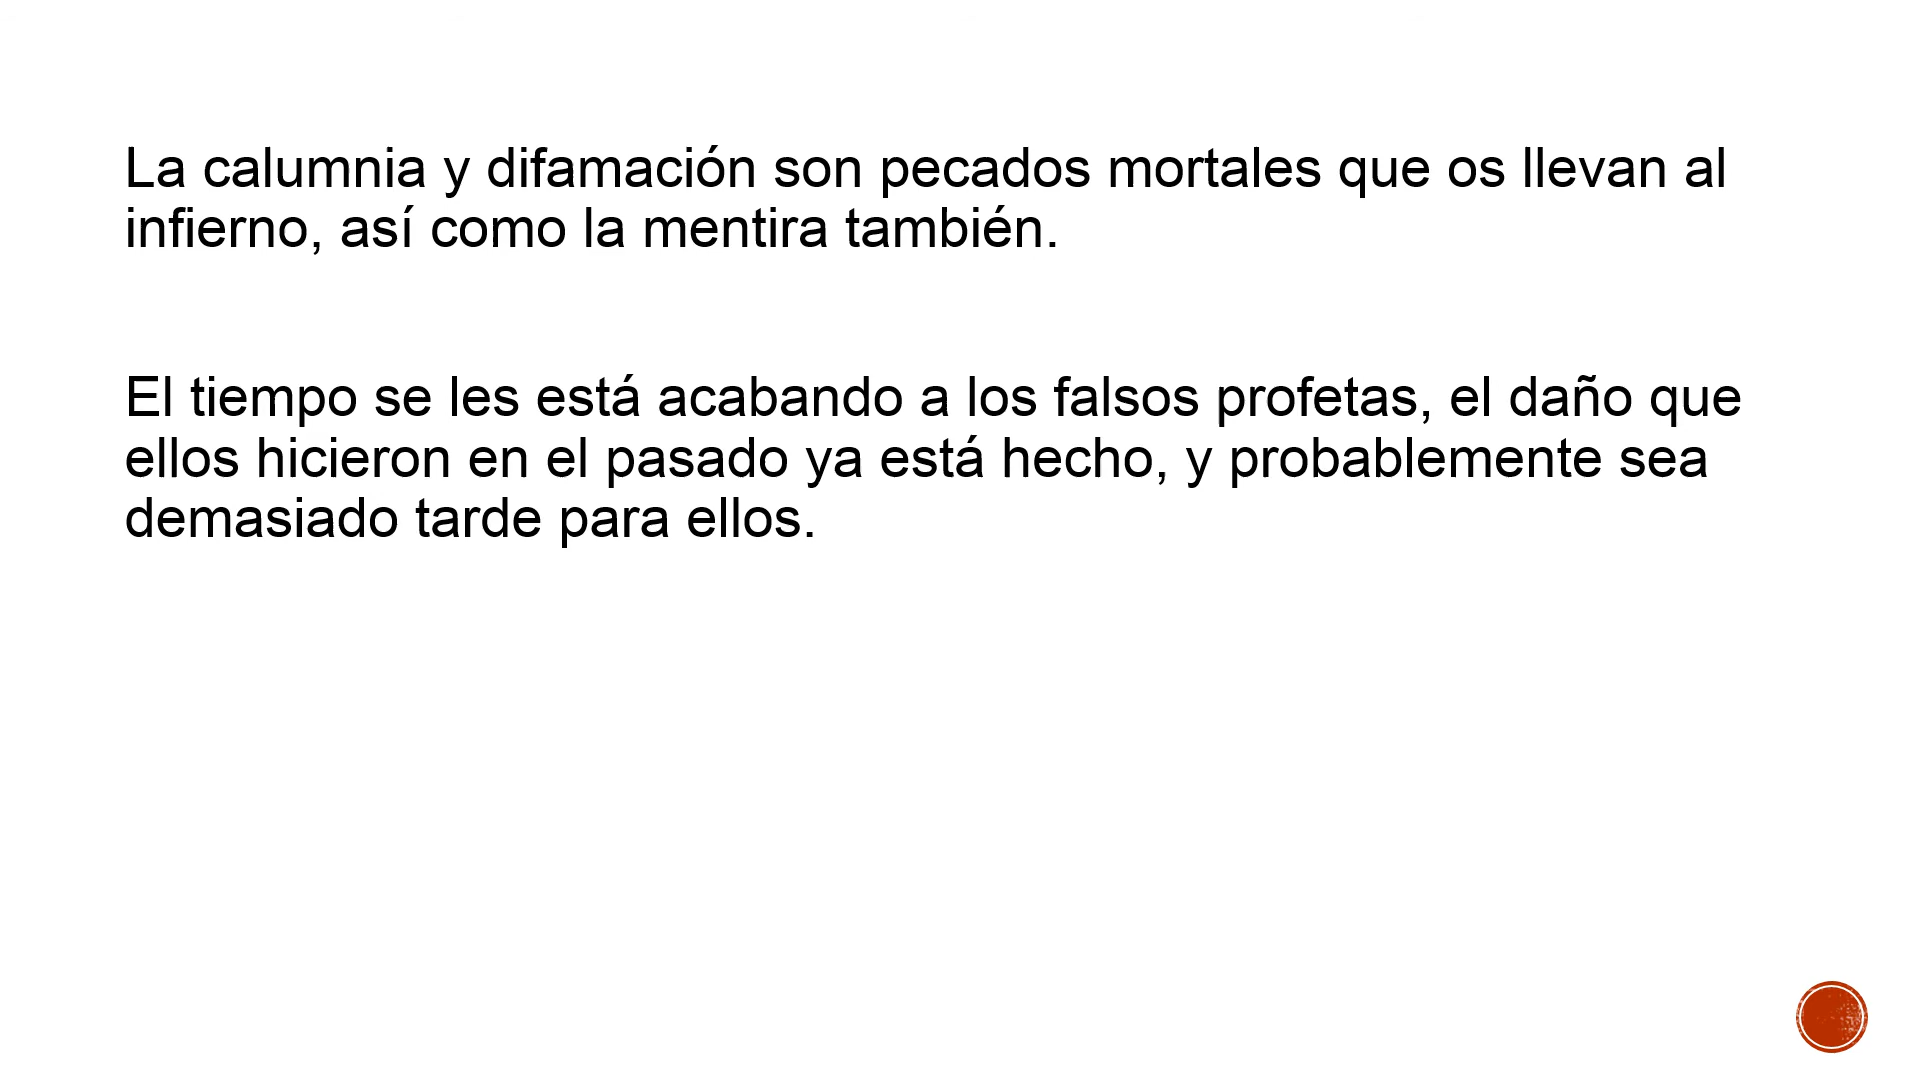 La calumnia y difamación son pecados mortales que os llevan al
infierno, así como la mentira también.
El tiempo se les está acabando a los falsos profetas, el daño que
ellos hicieron en el pasado ya está hecho, y probablemente sea
demasiado tarde para ellos.